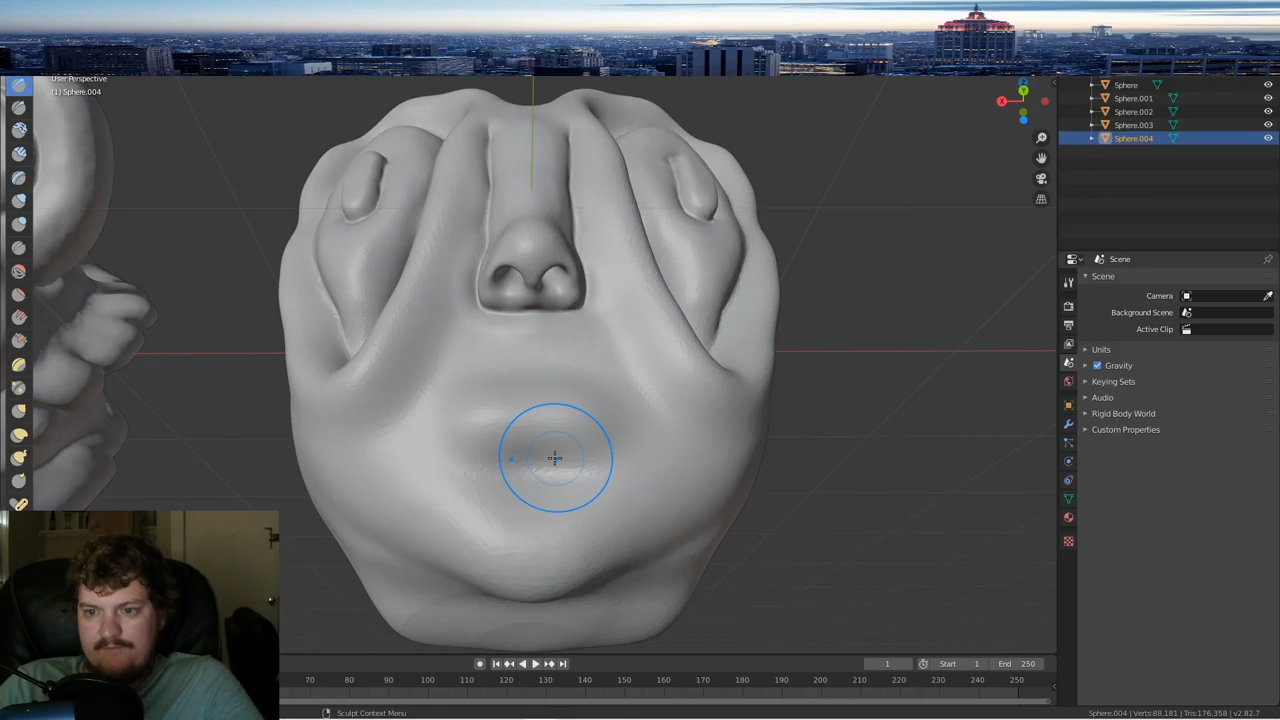 User Perspective
(1) Sphere.004
X
Y
Z
Sphere
Sphere.001
Sphere.002
Sphere.003
Sphere.004
Scene
Scene
Camera
Background Scene
Active Clip
Units
Gravity
Keying Sets
Audio
Rigid Body World
Custom Properties
1
Start 1
End 250
70 80 90 100 110 120 130 140 150 160 170 180 190 200 210 220 230 240 250
Sculpt Context Menu
Sphere.004 | Verts:88,181 | Tris:176,358 | v2.82.7